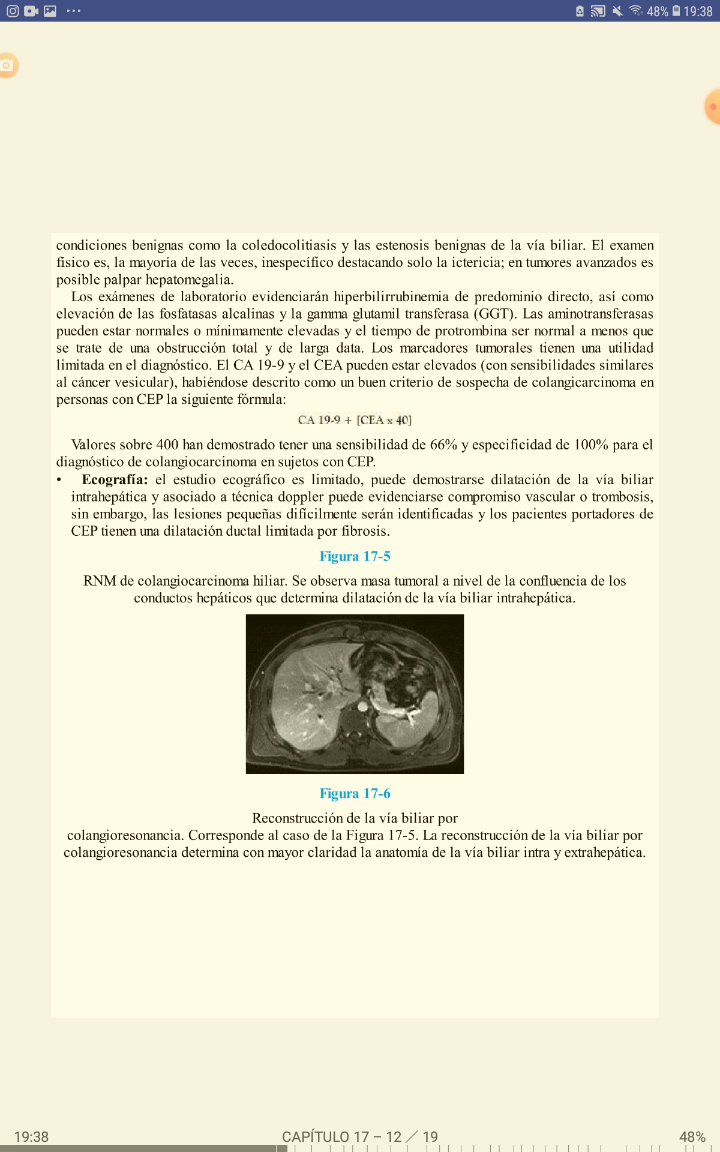 48% 19:38
condiciones benignas como la coledocolitiasis y las estenosis benignas de la vía biliar. El examen
físico es, la mayoría de las veces, inespecífico destacando solo la ictericia; en tumores avanzados es
posible palpar hepatomegalia.
Los exámenes de laboratorio evidenciarán hiperbilirrubinemia de predominio directo, así como
elevación de las fosfatasas alcalinas y la gamma glutamil transferasa (GGT). Las aminotransferasas
pueden estar normales o mínimamente elevadas y el tiempo de protrombina ser normal a menos que
se trate de una obstrucción total y de larga data. Los marcadores tumorales tienen una utilidad
limitada en el diagnóstico. El CA 19-9 y el CEA pueden estar elevados (con sensibilidades similares
al cáncer vesicular), habiéndose descrito como un buen criterio de sospecha de colangicarcinoma en
personas con CEP la siguiente fórmula:
CA 19-9 + [CEA x 40]
Valores sobre 400 han demostrado tener una sensibilidad de 66% y especificidad de 100% para el
diagnóstico de colangiocarcinoma en sujetos con CEP.
• Ecografía: el estudio ecográfico es limitado, puede demostrarse dilatación de la vía biliar
intrahepática y asociado a técnica doppler puede evidenciarse compromiso vascular o trombosis,
sin embargo, las lesiones pequeñas difícilmente serán identificadas y los pacientes portadores de
CEP tienen una dilatación ductal limitada por fibrosis.
Figura 17-5
RNM de colangiocarcinoma hiliar. Se observa masa tumoral a nivel de la confluencia de los
conductos hepáticos que determina dilatación de la vía biliar intrahepática.
Figura 17-6
Reconstrucción de la vía biliar por
colangioresonancia. Corresponde al caso de la Figura 17-5. La reconstrucción de la vía biliar por
colangioresonancia determina con mayor claridad la anatomía de la vía biliar intra y extrahepática.
19:38 CAPÍTULO 17 – 12 ／ 19 48%